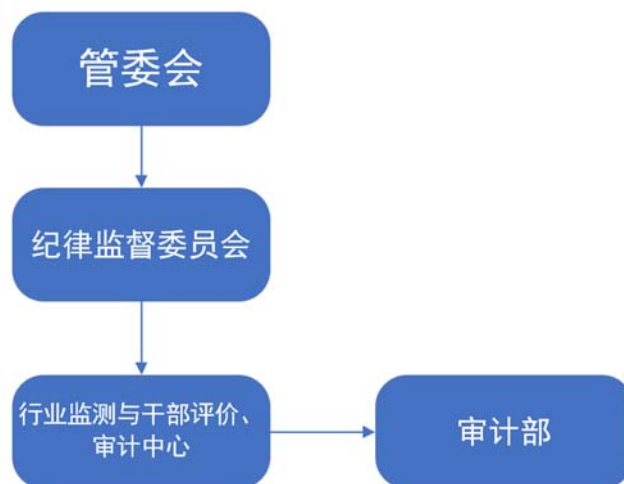 管委会
纪律监督委员会
行业监测与干部评价、
审计中心
审计部